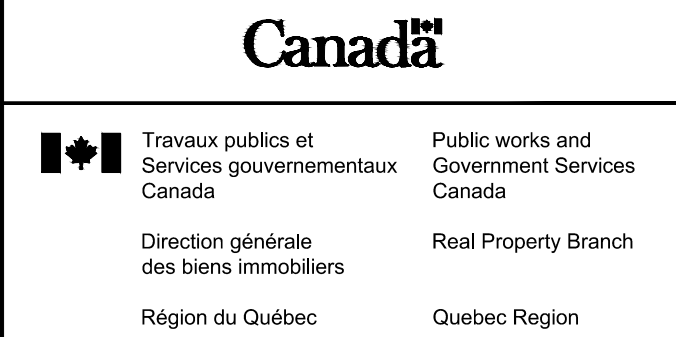 Canada
Travaux publics et
Services gouvernementaux
Canada
Public works and
Government Services
Canada
Direction générale
des biens immobiliers
Real Property Branch
Région du Québec
Quebec Region